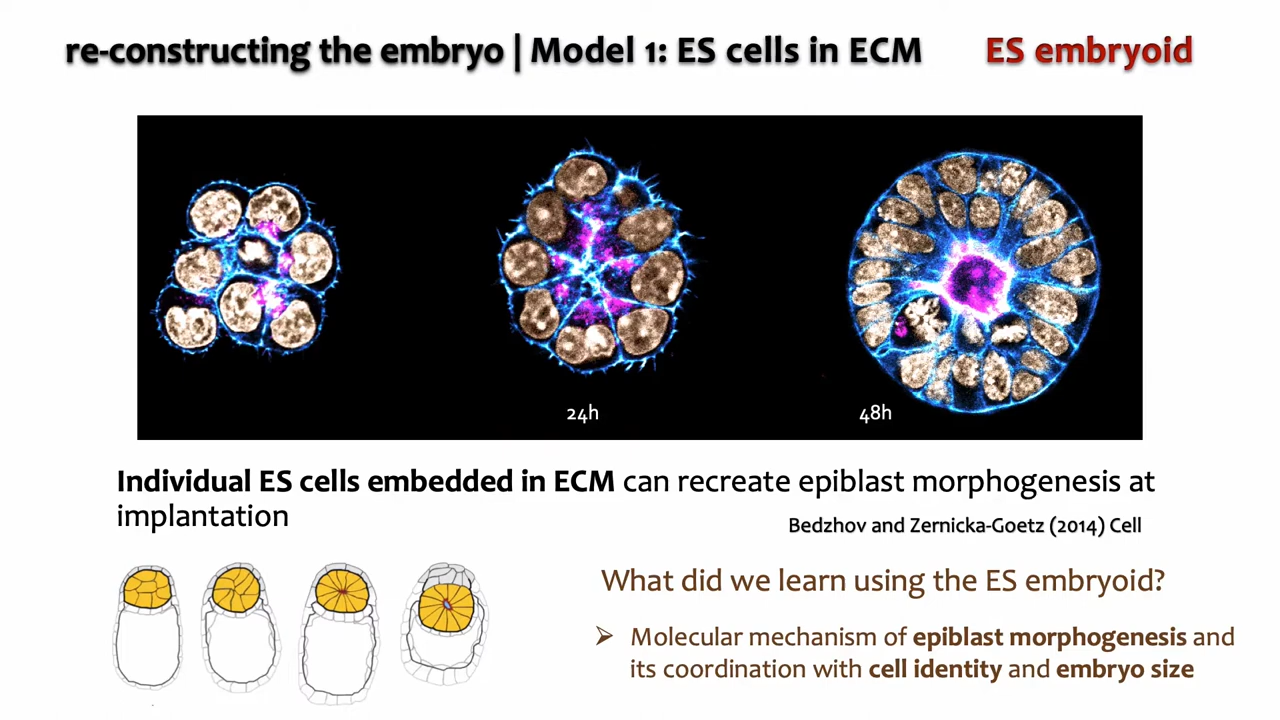 re-constructing the embryo | Model 1: ES cells in ECM ES embryoid
24h 48h
Individual ES cells embedded in ECM can recreate epiblast morphogenesis at
implantation
Bedzhov and Zernicka-Goetz (2014) Cell
What did we learn using the ES embryoid?
➢ Molecular mechanism of epiblast morphogenesis and
its coordination with cell identity and embryo size